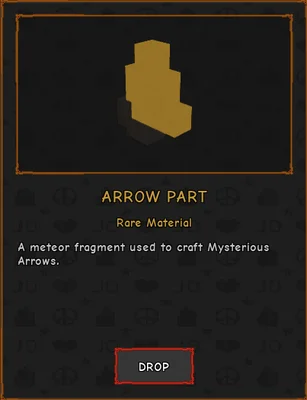 ARROW PART
Rare Material
A meteor fragment used to craft Mysterious
Arrows.
DROP